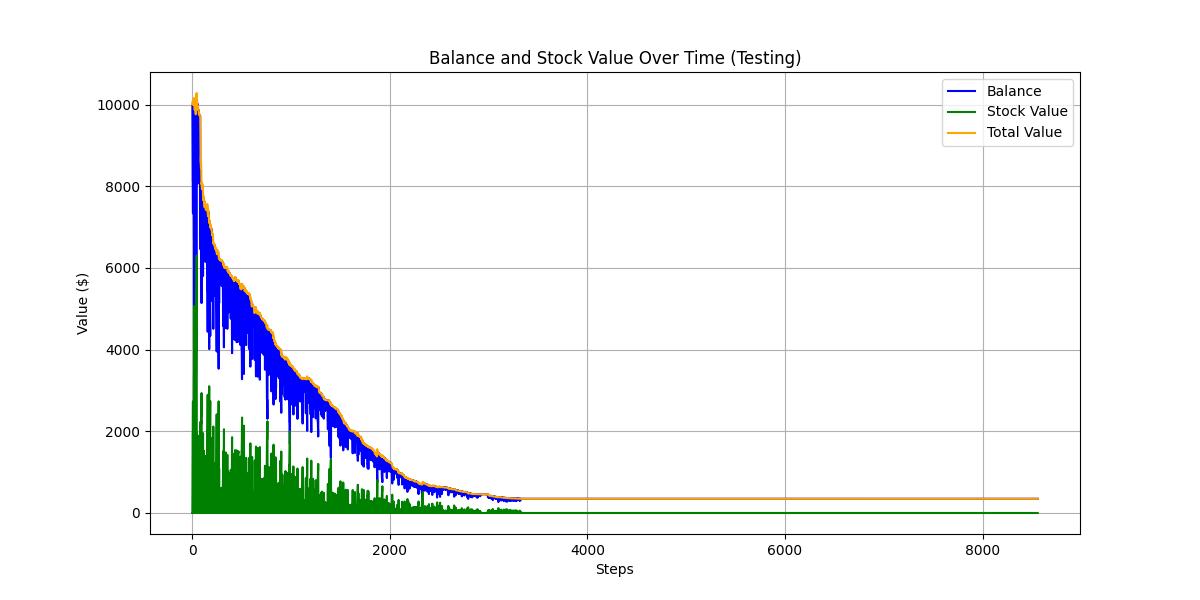 Balance and Stock Value Over Time (Testing)
Balance
Stock Value
Total Value
Value ($)
10000
8000
6000
4000
2000
0
0 2000 4000 6000 8000
Steps